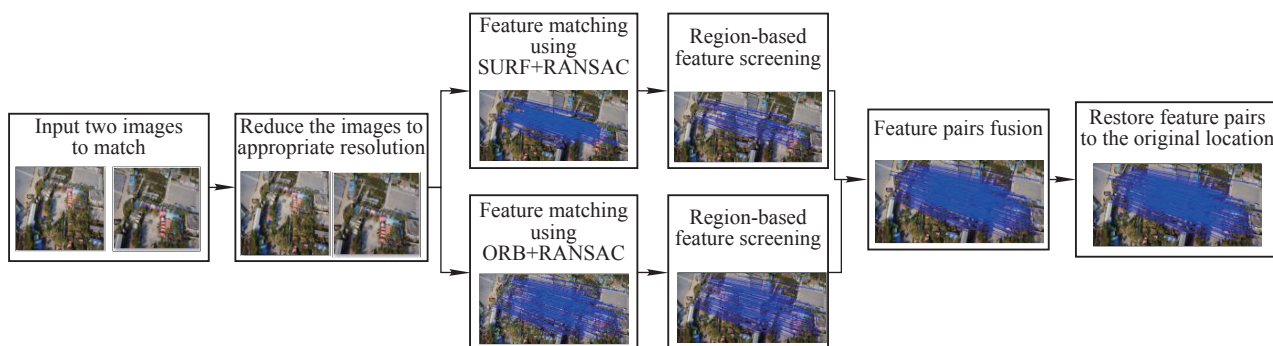 Input two images
to match
Reduce the images to
appropriate resolution
Feature matching
using
SURF+RANSAC
Region-based
feature screening
Feature matching
using
ORB+RANSAC
Region-based
feature screening
Feature pairs fusion
Restore feature pairs
to the original location